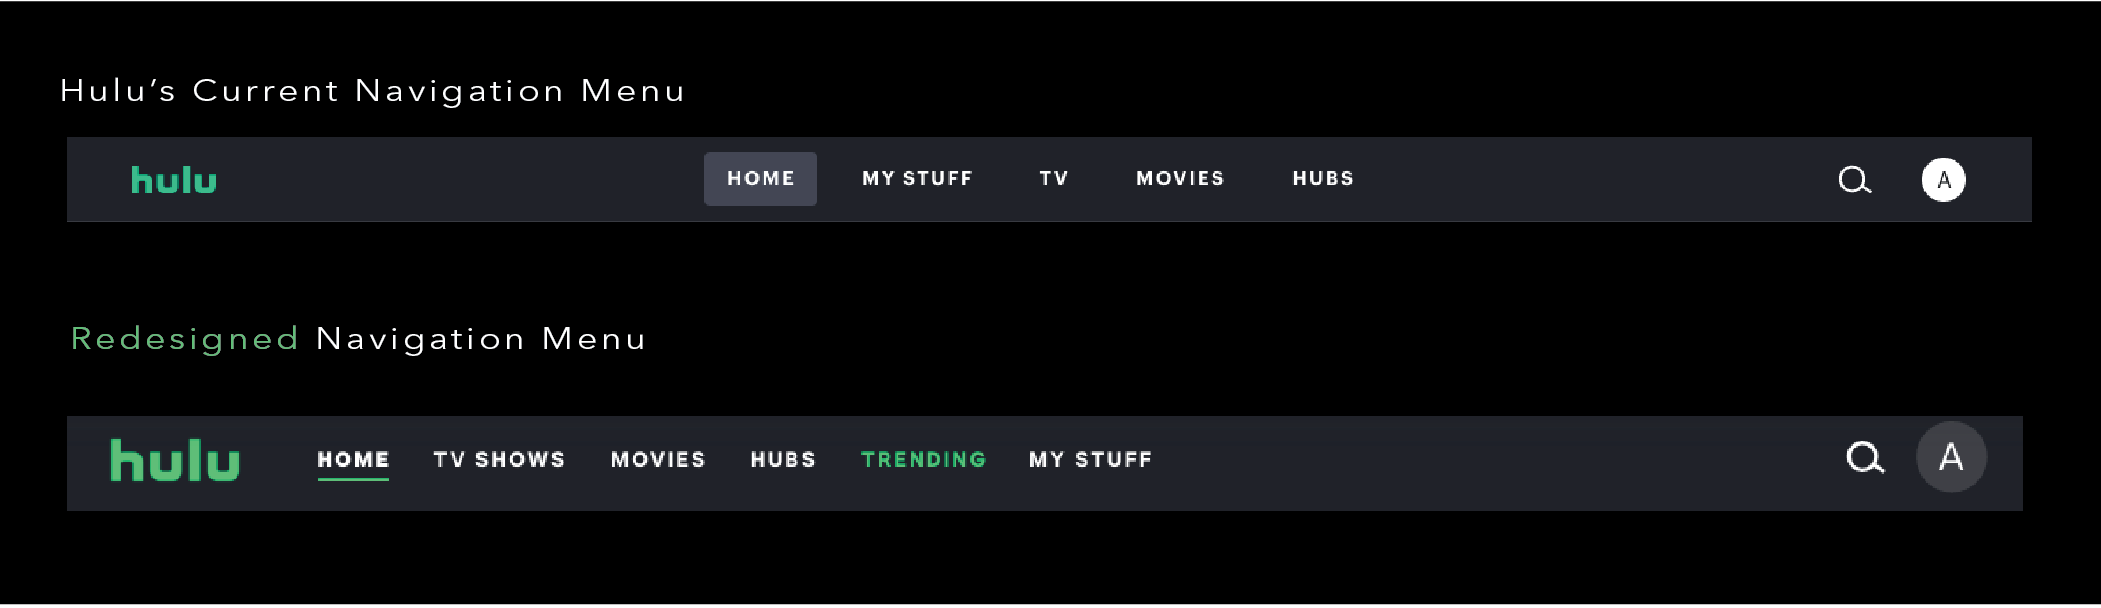 Hulu’s Current Navigation Menu
hulu HOME MY STUFF TV MOVIES HUBS A
Redesigned Navigation Menu
hulu HOME TV SHOWS MOVIES HUBS TRENDING MY STUFF A